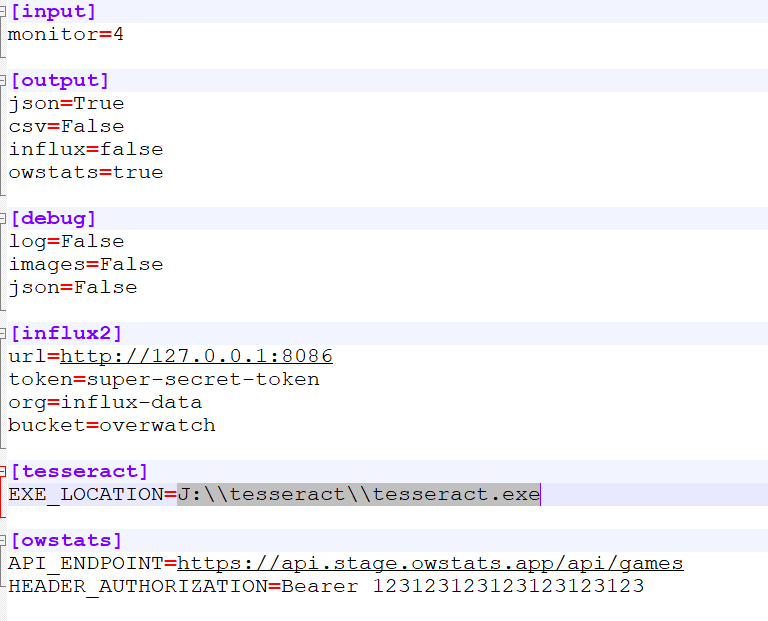 [input]
monitor=4
[output]
json=True
csv=False
influx=false
owstats=true
[debug]
log=False
images=False
json=False
[influx2]
url=http://127.0.0.1:8086
token=super-secret-token
org=influx-data
bucket=overwatch
[tesseract]
EXE_LOCATION=J:\\tesseract\\tesseract.exe
[owstats]
API_ENDPOINT=https://api.stage.owstats.app/api/games
HEADER_AUTHORIZATION=Bearer 123123123123123123123